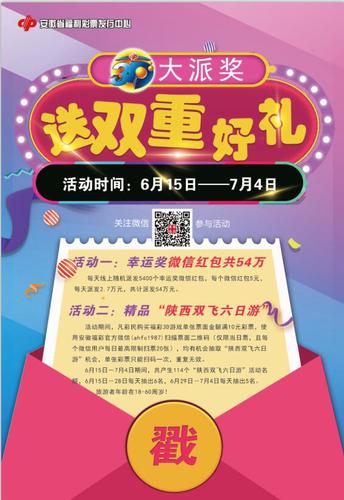 安徽省福利彩票发行中心
3D 大派奖
送双重好礼
活动时间：6月15日——7月4日
关注微信 参与活动
活动一：幸运奖微信红包共54万
每天线上随机派发5400个幸运奖微信红包，每个微信红包5元，
每天派发2.7万元，共计派发54万元。
活动二：精品“陕西双飞六日游”
活动期间，凡彩民购买福彩3D游戏单张票面金额满10元彩票，使
用安徽福彩官方微信(ahfc1987)扫描票面二维码（仅限当日票，且每
个微信用户每日最高限制扫票20张），均有机会抽取“陕西双飞六日
游”机会，单张彩票只能扫码一次，重复无效。
6月15日—7月4日期间，共产生114个“陕西双飞六日游”活动名
额，6月15日—28日每天抽出6名，6月29日—7月4日每天抽出5名。
旅游者年龄在18-60周岁！
戳